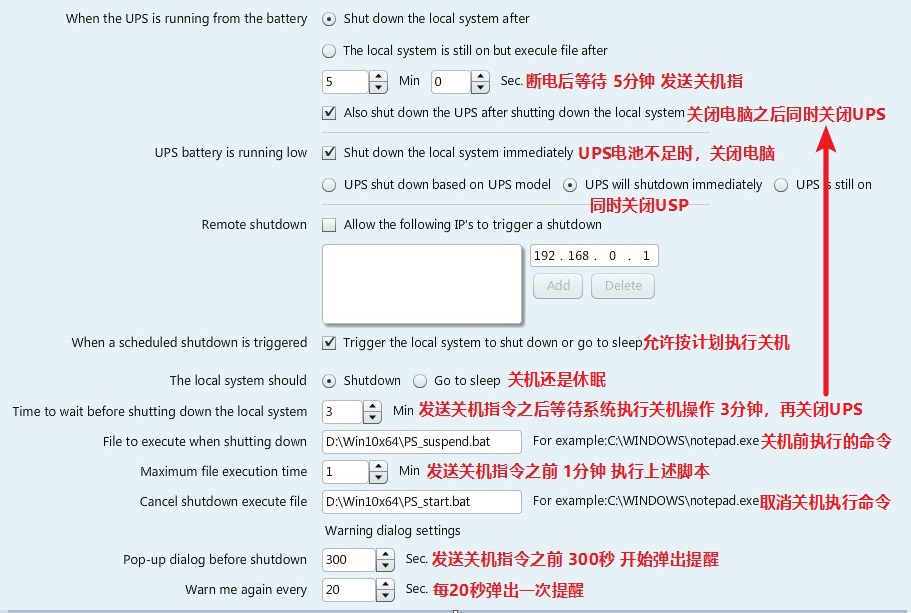 When the UPS is running from the battery Shut down the local system after
The local system is still on but execute file after
5 Min 0 Sec. 断电后等待 5分钟 发送关机指
Also shut down the UPS after shutting down the local system 关闭电脑之后同时关闭UPS
UPS battery is running low Shut down the local system immediately UPS电池不足时，关闭电脑
UPS shut down based on UPS model UPS will shutdown immediately UPS is still on
同时关闭USP
Remote shutdown Allow the following IP's to trigger a shutdown
192 . 168 . 0 . 1
Add Delete
When a scheduled shutdown is triggered Trigger the local system to shut down or go to sleep 允许按计划执行关机
The local system should Shutdown Go to sleep 关机还是休眠
Time to wait before shutting down the local system 3 Min 发送关机指令之后等待系统执行关机操作 3分钟，再关闭UPS
File to execute when shutting down D:\Win10x64\PS_suspend.bat For example:C:\WINDOWS\notepad.exe 关机前执行的命令
Maximum file execution time 1 Min 发送关机指令之前 1分钟 执行上述脚本
Cancel shutdown execute file D:\Win10x64\PS_start.bat For example:C:\WINDOWS\notepad.exe 取消关机执行命令
Warning dialog settings
Pop-up dialog before shutdown 300 Sec. 发送关机指令之前 300秒 开始弹出提醒
Warn me again every 20 Sec. 每20秒弹出一次提醒